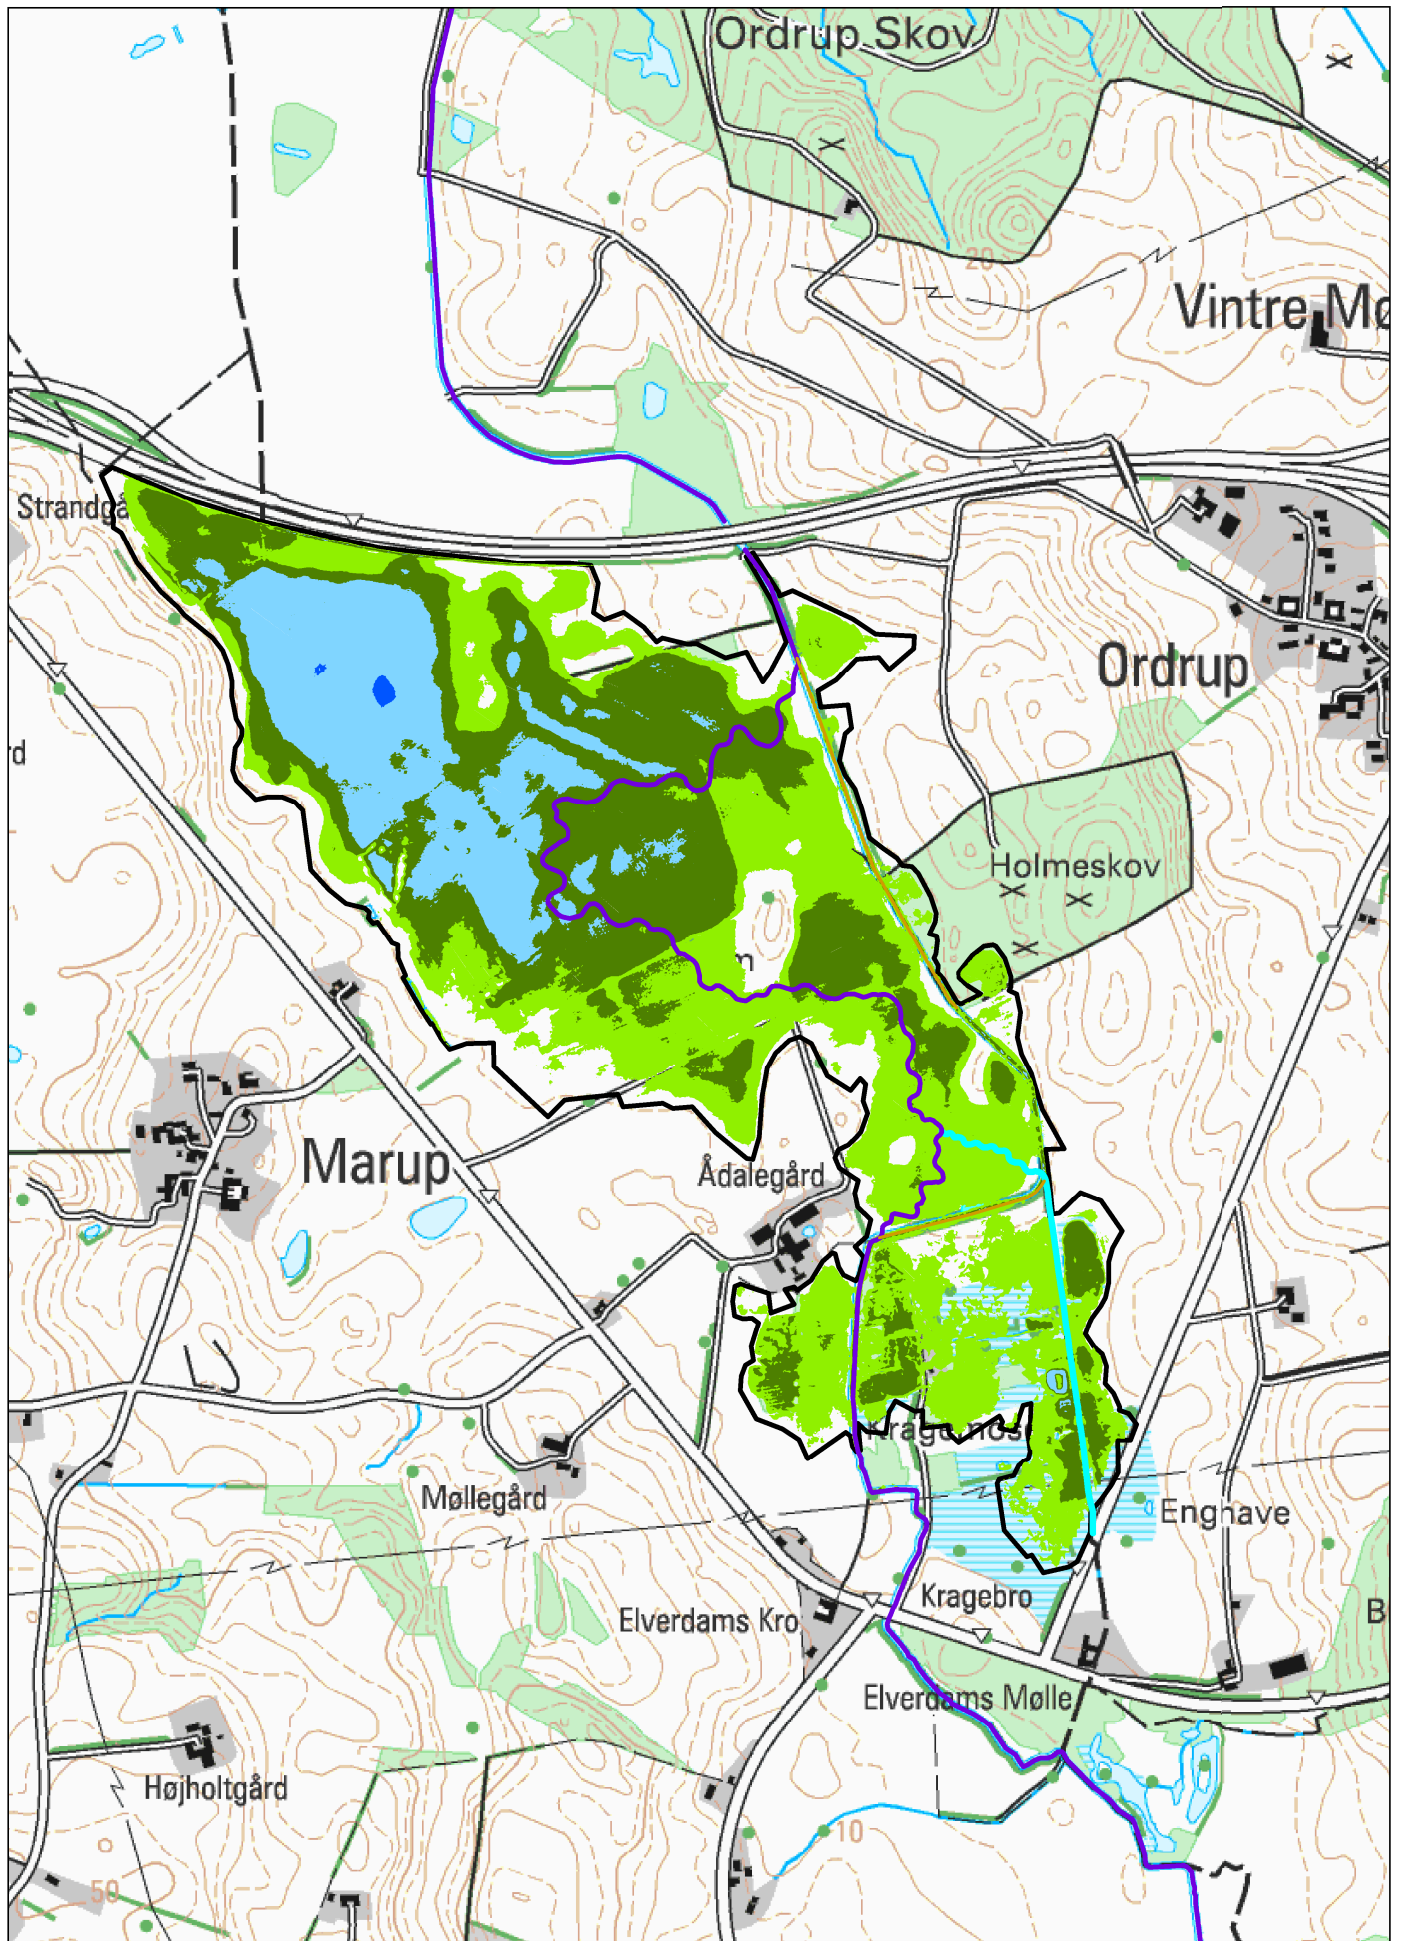 Ordrup Skov
20
Vintre Mø
Strandgå
Ordrup
rd
Holmeskov
m
Marup
Ådalegård
Møllegård
Enghave
Kragebro
Elverdams Kro
B
Elverdams Mølle
Højholtgård
10
50